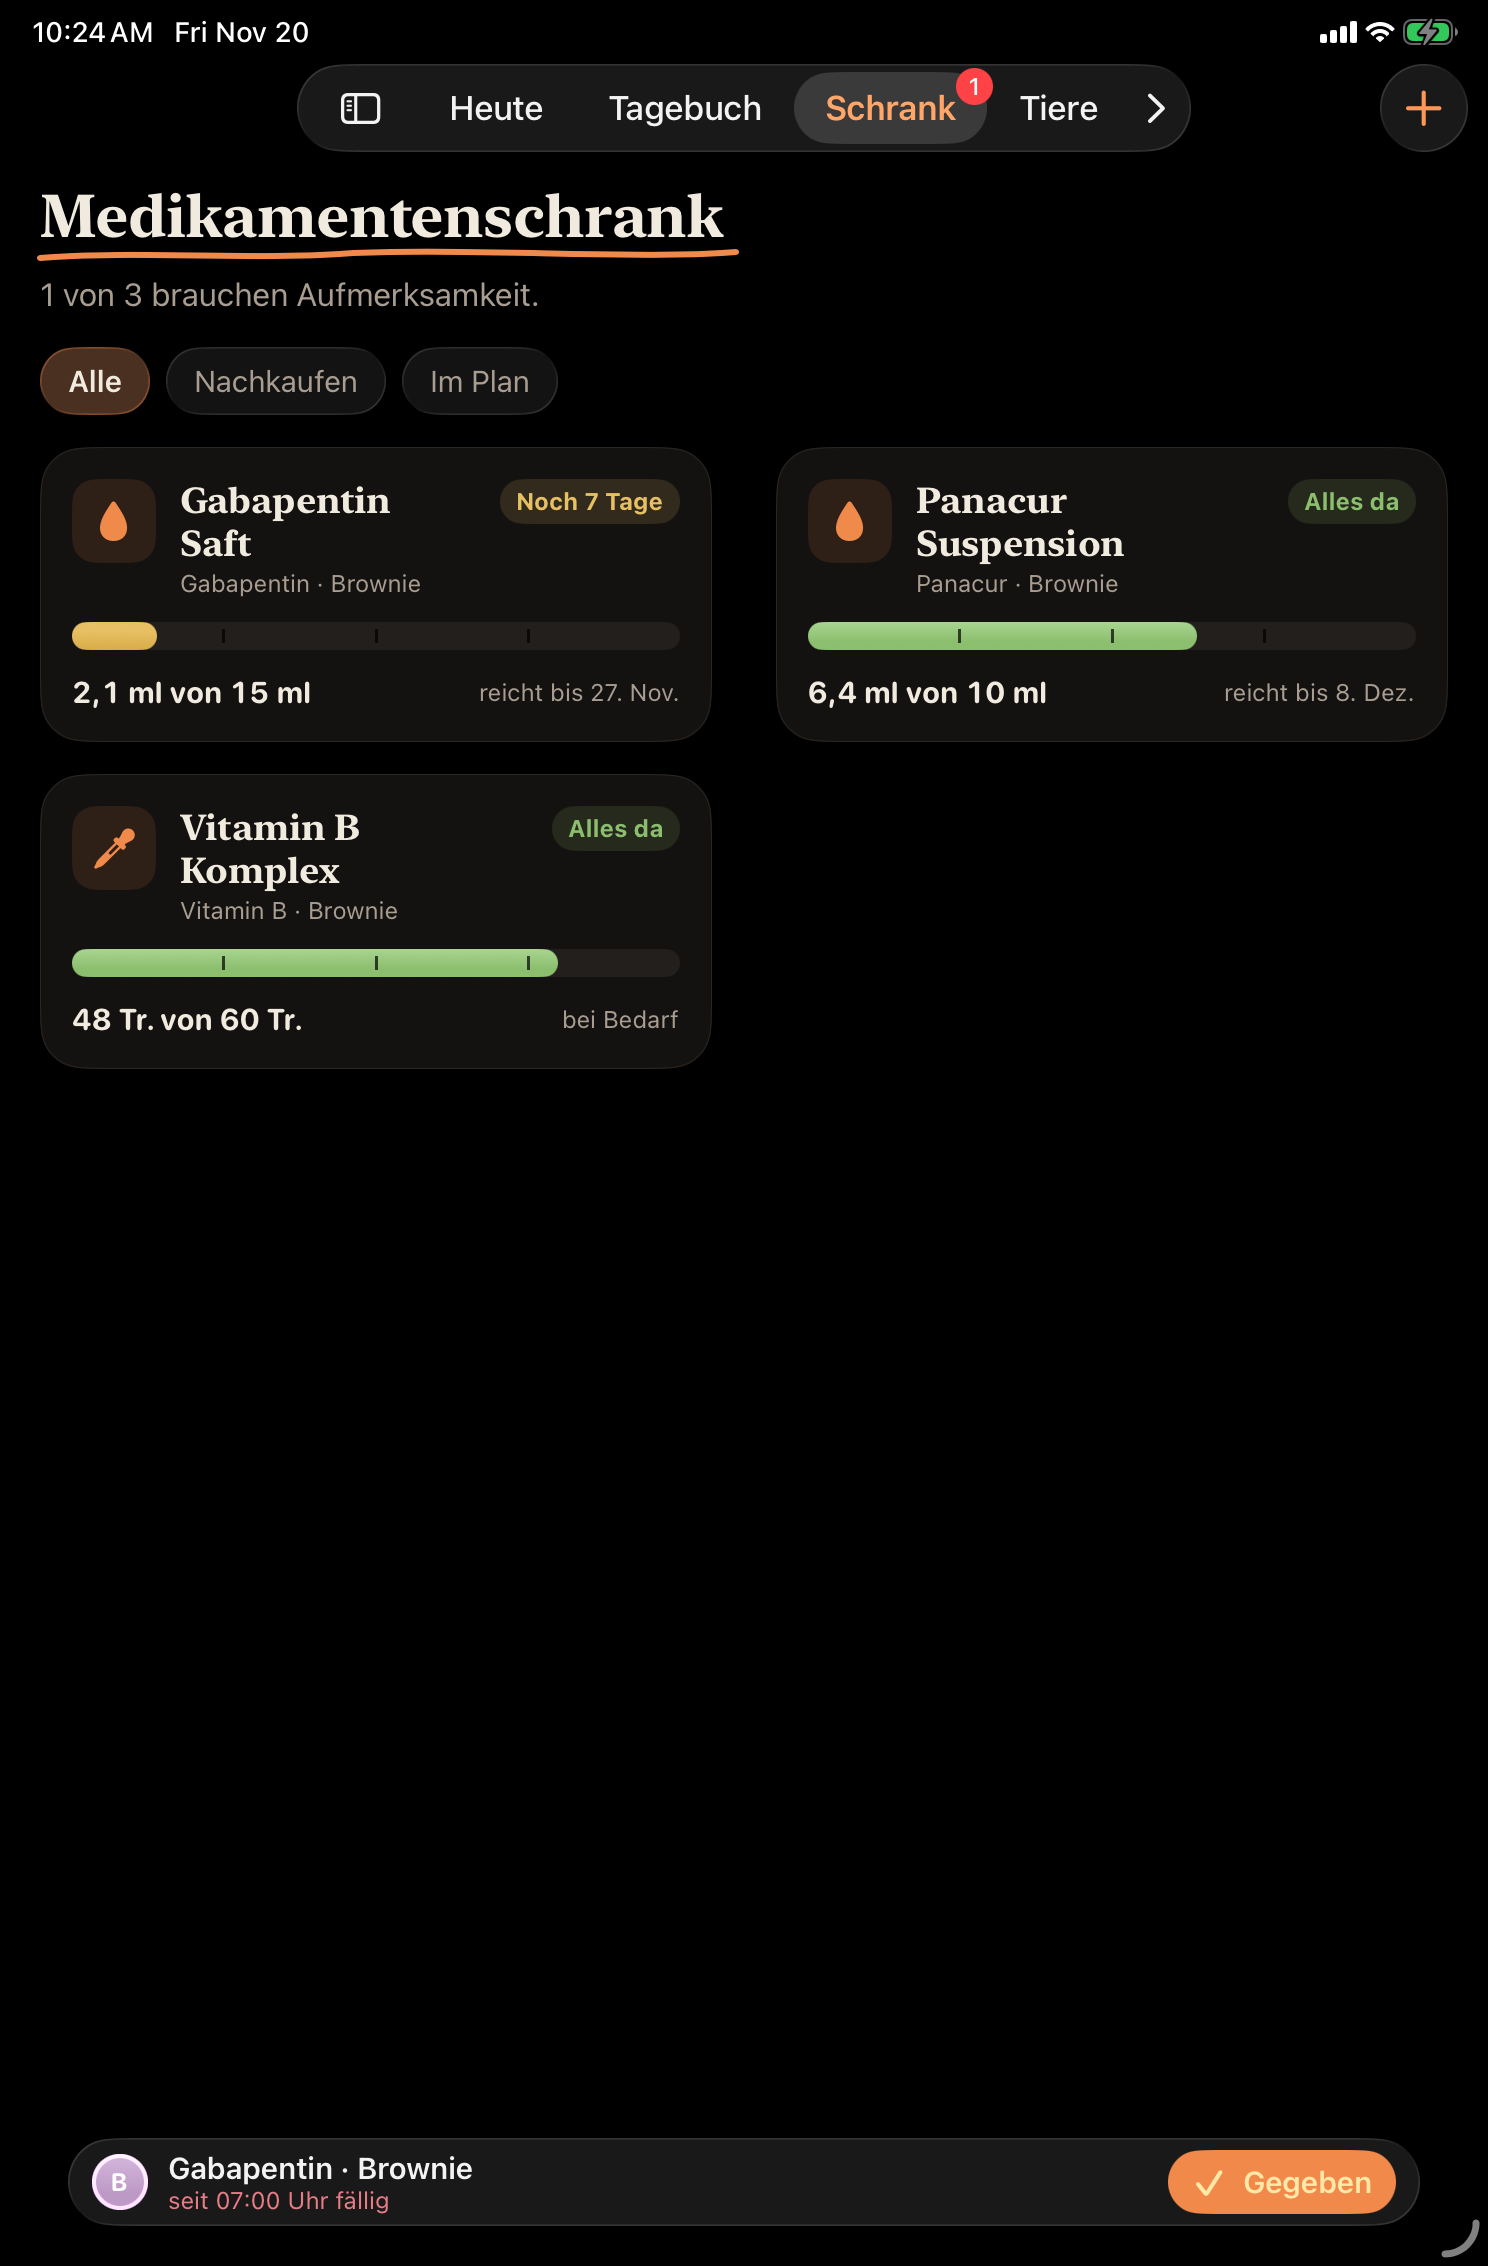 10:24 AM Fri Nov 20
Heute Tagebuch Schrank 1 Tiere
Medikamentenschrank
1 von 3 brauchen Aufmerksamkeit.
Alle Nachkaufen Im Plan
Gabapentin
Saft
Noch 7 Tage
Gabapentin · Brownie
2,1 ml von 15 ml
reicht bis 27. Nov.
Panacur
Suspension
Alles da
Panacur · Brownie
6,4 ml von 10 ml
reicht bis 8. Dez.
Vitamin B
Komplex
Alles da
Vitamin B · Brownie
48 Tr. von 60 Tr.
bei Bedarf
B
Gabapentin · Brownie
seit 07:00 Uhr fällig
Gegeben